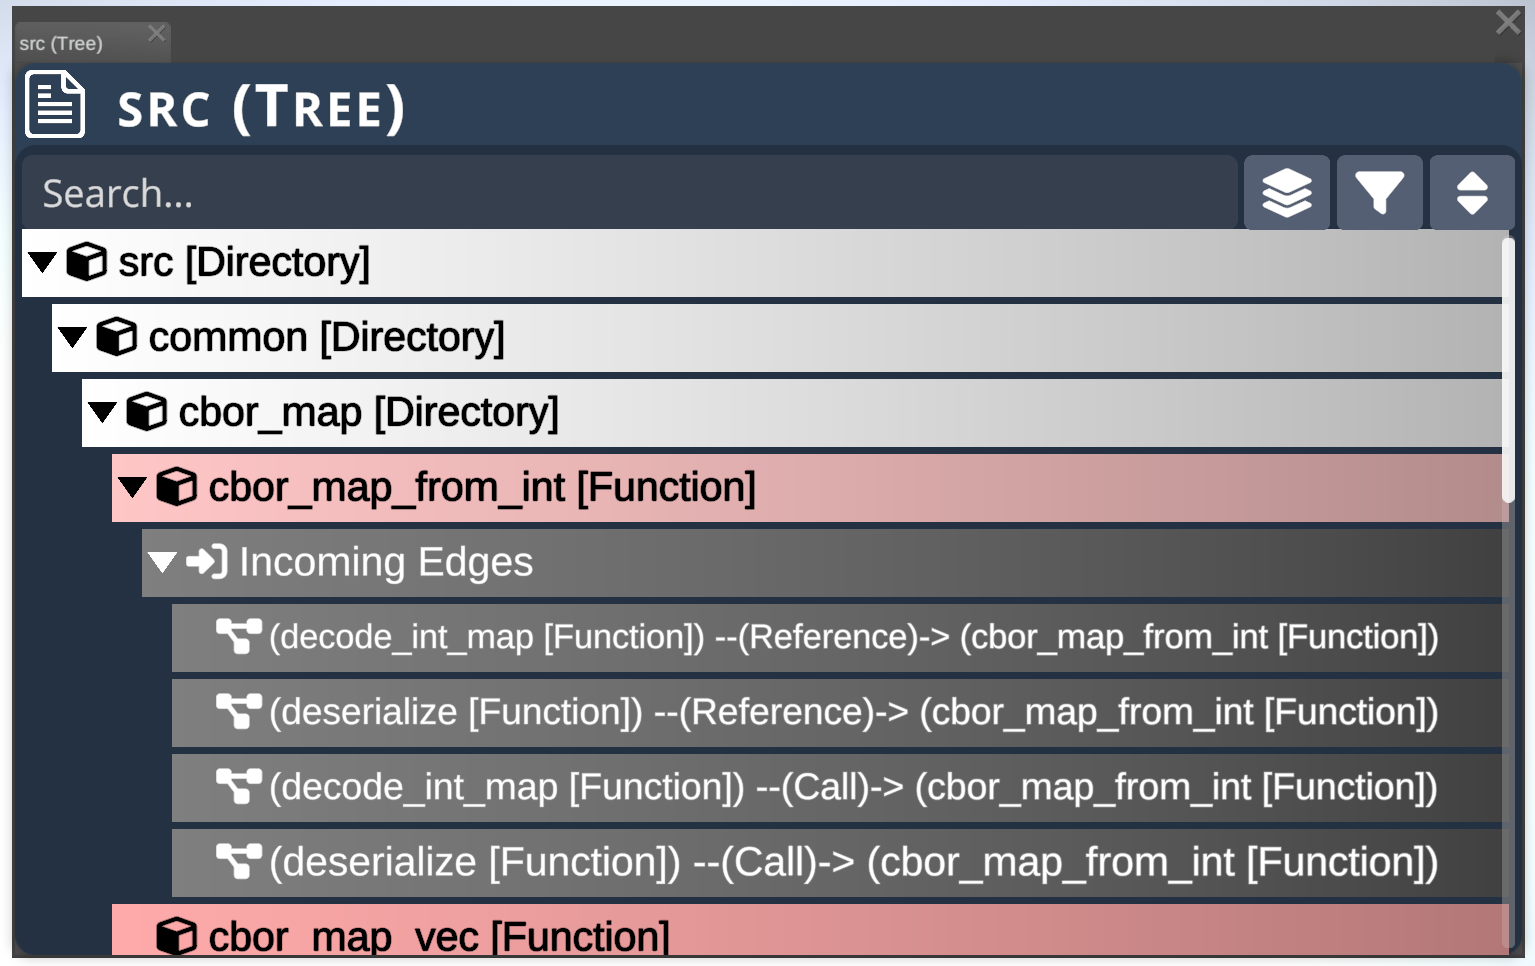 src (Tree)
SRC (TREE)
Search...
src [Directory]
common [Directory]
cbor_map [Directory]
cbor_map_from_int [Function]
Incoming Edges
(decode_int_map [Function]) --(Reference)-> (cbor_map_from_int [Function])
(deserialize [Function]) --(Reference)-> (cbor_map_from_int [Function])
(decode_int_map [Function]) --(Call)-> (cbor_map_from_int [Function])
(deserialize [Function]) --(Call)-> (cbor_map_from_int [Function])
cbor_map_vec [Function]